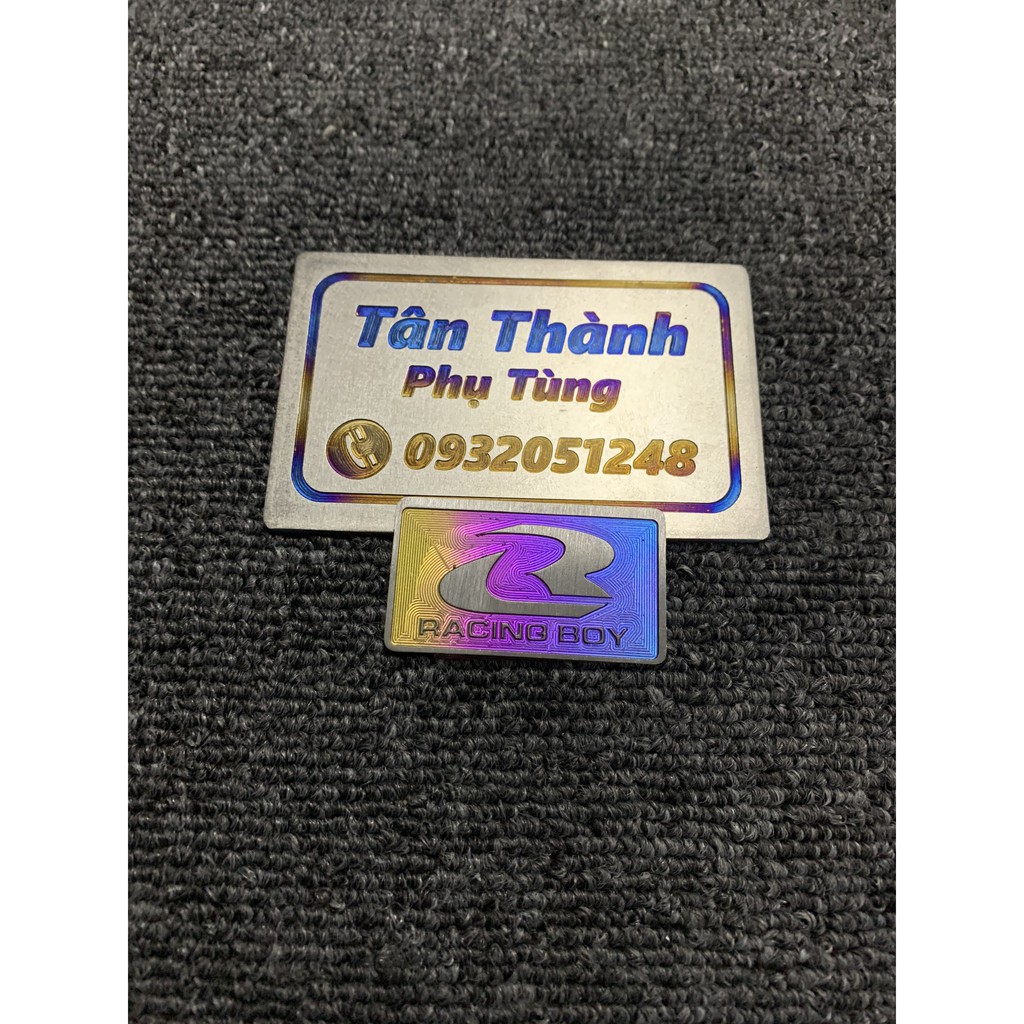 Tân Thành
Phụ Tùng
0932051248
RACING BOY